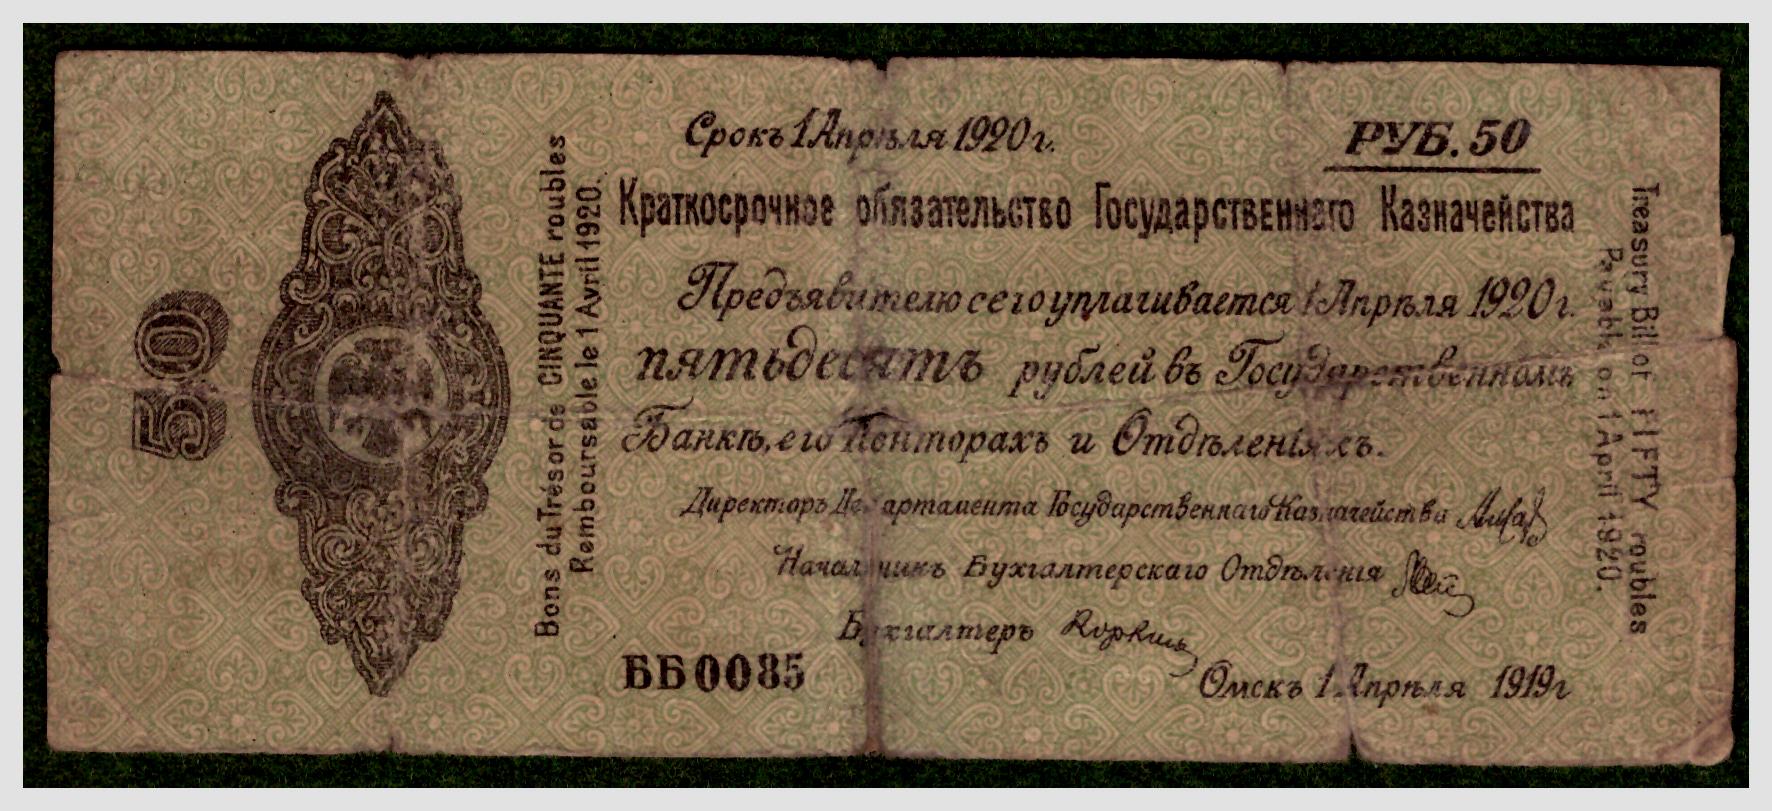 50
Bons du Trésor de CINQUANTE roubles
Remboursable le 1 Avril 1920.
Срокъ 1 Апрѣля 1920 г.
РУБ. 50
Краткосрочное обязательство Государственнаго Казначейства
Предъявителю сего уплачивается 1 Апрѣля 1920 г.
пятьдесятъ рублей въ Государственномъ
Банкѣ, его Конторахъ и Отдѣленіяхъ.
Директоръ Департамента Государственнаго Казначейства
Начальникъ Бухгалтерскаго Отдѣленія
Бухгалтеръ
ББ0085
Омскъ 1 Апрѣля 1919 г
Treasury Bill of FIFTY roubles
Payable on 1 April 1920.